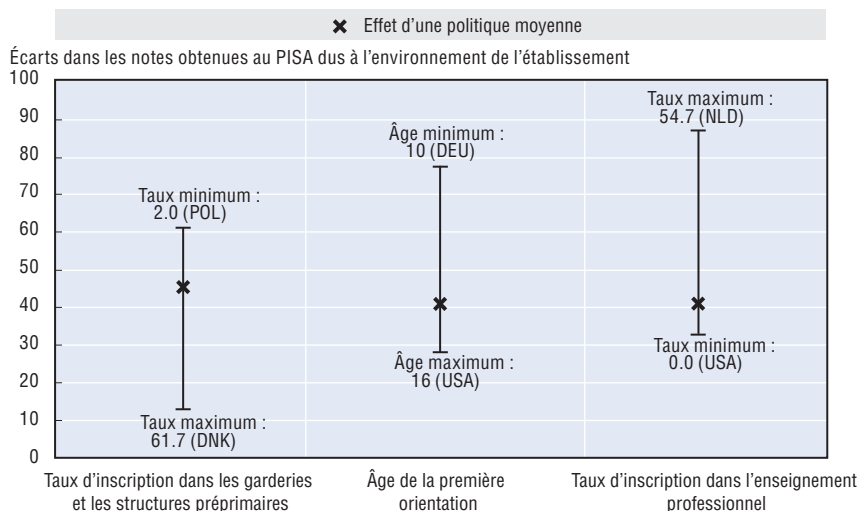 Effet d'une politique moyenne
Écarts dans les notes obtenues au PISA dus à l'environnement de l'établissement
100
90
80
70
60
50
40
30
20
10
0
Taux minimum :
2.0 (POL)
Taux maximum :
61.7 (DNK)
Âge minimum :
10 (DEU)
Âge maximum :
16 (USA)
Taux maximum :
54.7 (NLD)
Taux minimum :
0.0 (USA)
Taux d'inscription dans les garderies
et les structures préprimaires
Âge de la première
orientation
Taux d'inscription dans l'enseignement
professionnel